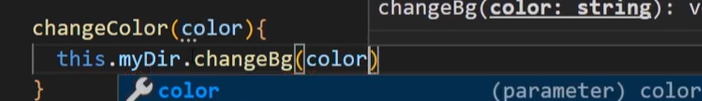 changeBg(color: string): v
changeColor(color){
this.myDir.changeBg(color)
}
color (parameter) color